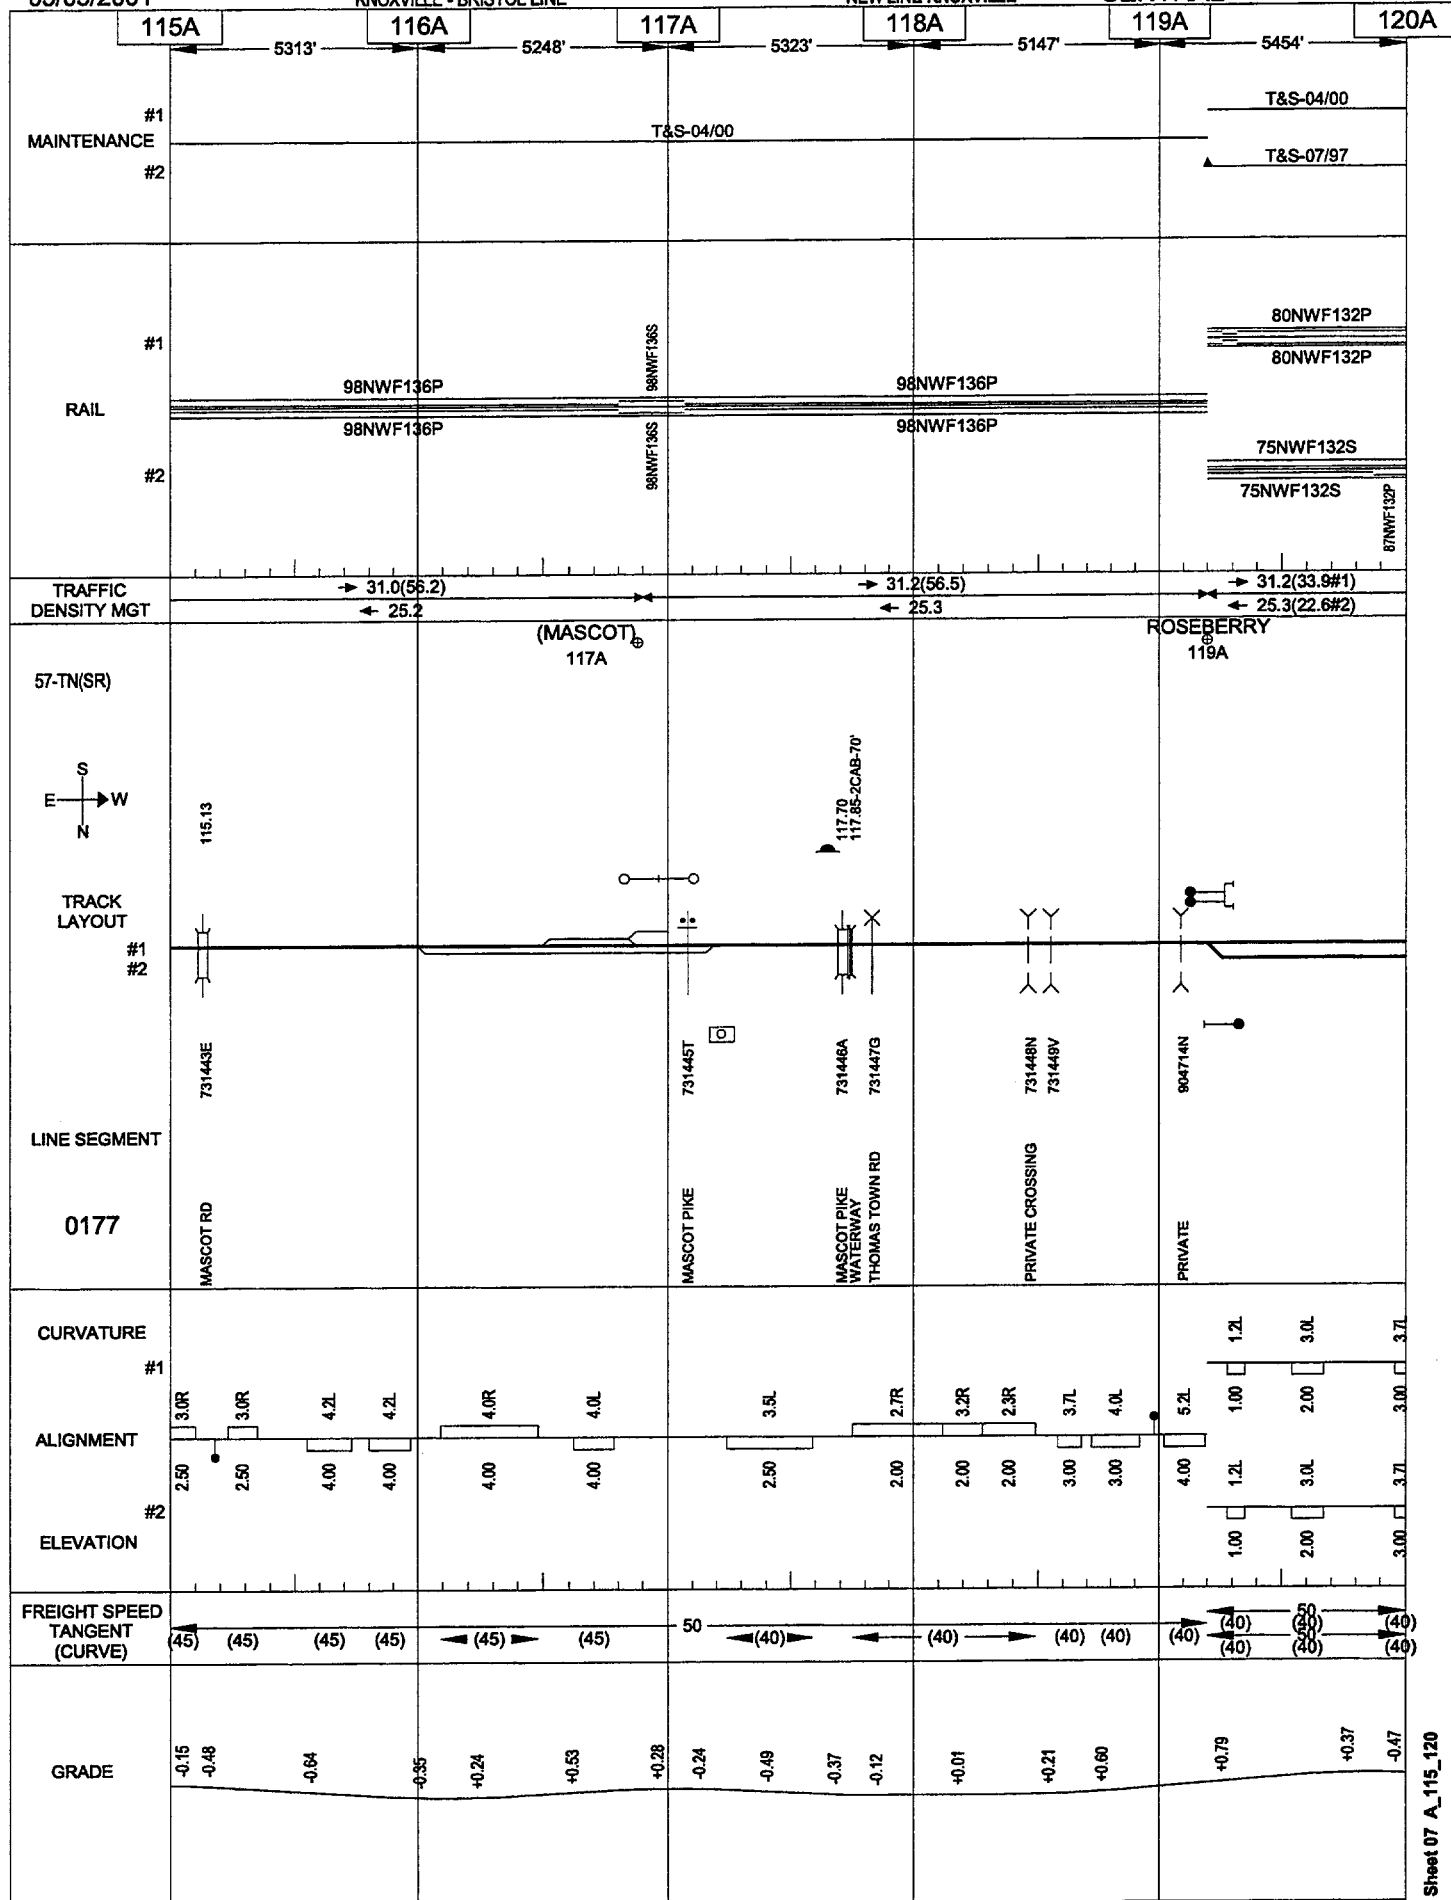 KNOXVILLE - BRISTOL LINE
115A 116A 117A 118A 119A 120A
5313' 5248' 5323' 5147' 5454'
#1
MAINTENANCE
#2
T&S-04/00
T&S-04/00
T&S-07/97
#1
RAIL
#2
98NWF136P
98NWF136P
98NWF136S
98NWF136S
98NWF136P
98NWF136P
80NWF132P
80NWF132P
75NWF132S
75NWF132S
87NWF132P
TRAFFIC
DENSITY MGT
31.0(56.2)
25.2
31.2(56.5)
25.3
31.2(33.9#1)
25.3(22.6#2)
(MASCOT)
117A
ROSEBERRY
119A
57-TN(SR)
S
E W
N
115.13
117.70
117.85-2CAB-70'
TRACK
LAYOUT
#1
#2
731443E
731445T
731446A
731447G
731448N
731449V
904714N
LINE SEGMENT
0177
MASCOT RD
MASCOT PIKE
MASCOT PIKE
WATERWAY
THOMAS TOWN RD
PRIVATE CROSSING
PRIVATE
CURVATURE
#1
1.2L 3.0L 3.7L
1.00 2.00 3.00
3.0R 3.0R 4.2L 4.2L 4.0R 4.0L 3.5L 2.7R 3.2R 2.3R 3.7L 4.0L 5.2L
ALIGNMENT
2.50 2.50 4.00 4.00 4.00 4.00 2.50 2.00 2.00 2.00 3.00 3.00 4.00
1.2L 3.0L 3.7L
#2
ELEVATION
1.00 2.00 3.00
FREIGHT SPEED
TANGENT
(CURVE)
50
50
50
(45) (45) (45) (45) (45) (45) (40) (40) (40) (40) (40)
(40) (40) (40)
(40) (40) (40)
GRADE
-0.15 -0.48 -0.64 -0.35 +0.24 +0.53 +0.28 -0.24 -0.49 -0.37 -0.12 +0.01 +0.21 +0.60 +0.79 +0.37 -0.47
Sheet 07 A_115_120